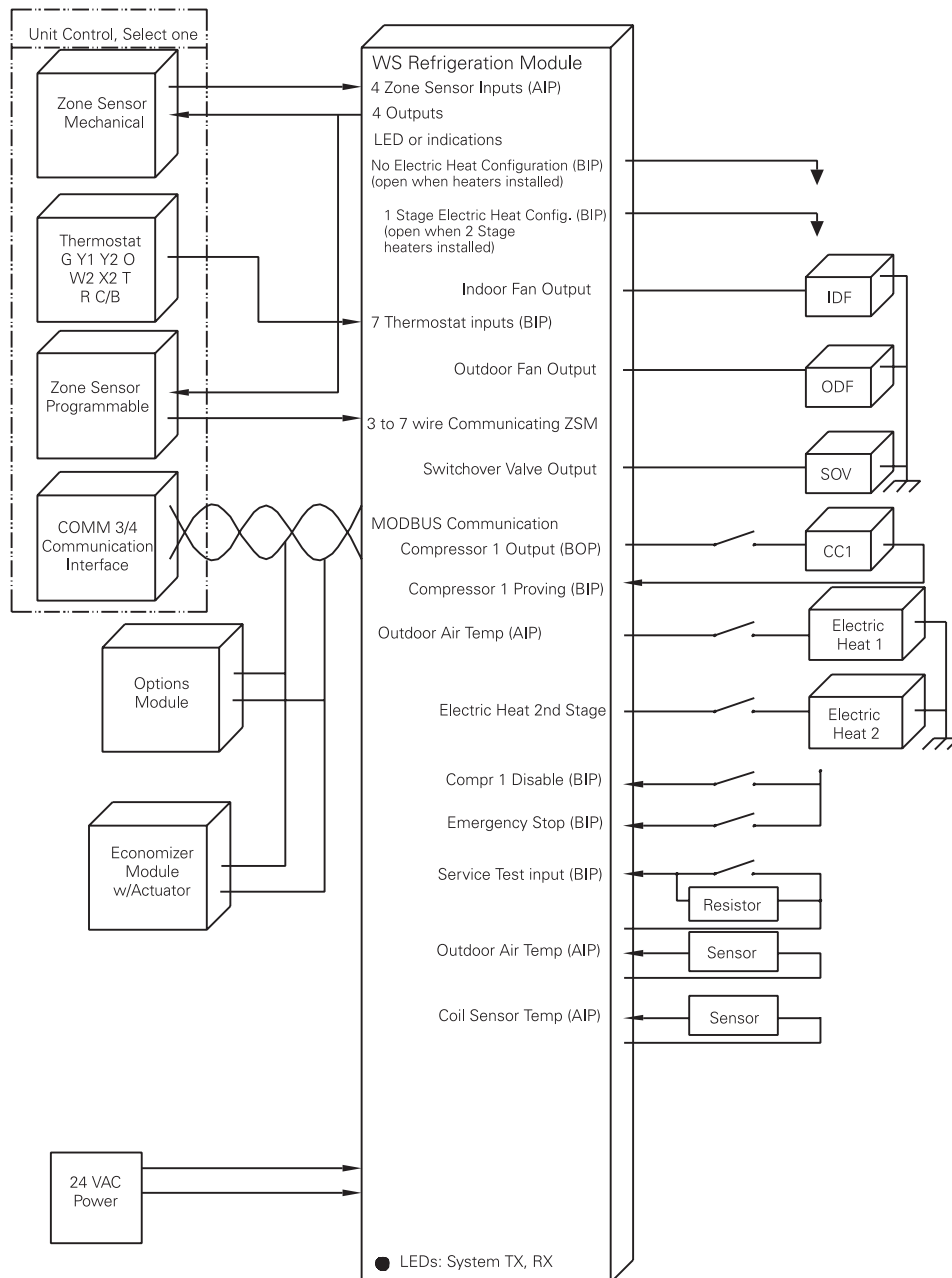 Unit Control, Select one
Zone Sensor
Mechanical
Thermostat
G Y1 Y2 O
W2 X2 T
R C/B
Zone Sensor
Programmable
COMM 3/4
Communication
Interface
Options
Module
Economizer
Module
w/Actuator
24 VAC
Power
WS Refrigeration Module
4 Zone Sensor Inputs (AIP)
4 Outputs
LED or indications
No Electric Heat Configuration (BIP)
(open when heaters installed)
1 Stage Electric Heat Config. (BIP)
(open when 2 Stage
heaters installed)
Indoor Fan Output
7 Thermostat inputs (BIP)
Outdoor Fan Output
3 to 7 wire Communicating ZSM
Switchover Valve Output
MODBUS Communication
Compressor 1 Output (BOP)
Compressor 1 Proving (BIP)
Outdoor Air Temp (AIP)
Electric Heat 2nd Stage
Compr 1 Disable (BIP)
Emergency Stop (BIP)
Service Test input (BIP)
Outdoor Air Temp (AIP)
Coil Sensor Temp (AIP)
LEDs: System TX, RX
IDF
ODF
SOV
CC1
Electric
Heat 1
Electric
Heat 2
Resistor
Sensor
Sensor